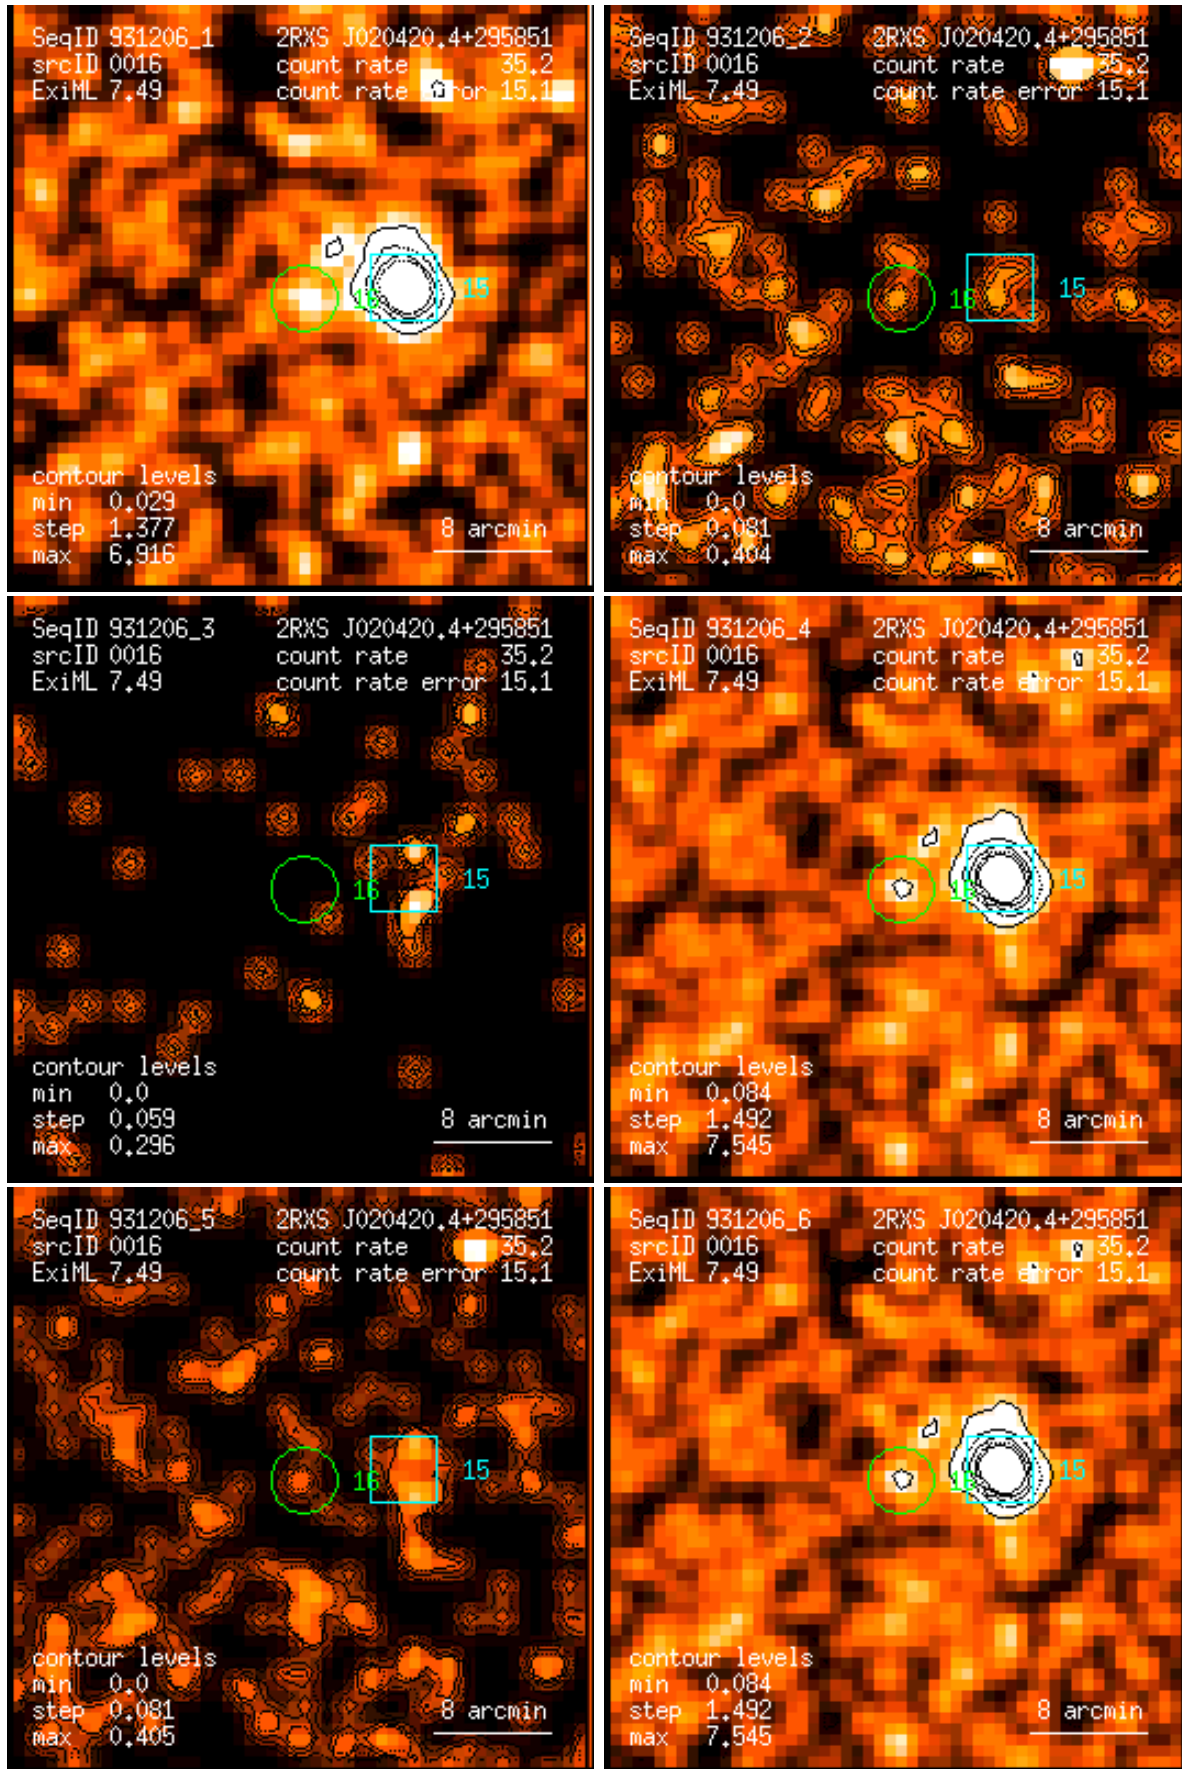 SeqID 931206_1 2RXS J020420.4+295851
srcID 0016 count rate 35.2
ExiML 7.49 count rate error 15.1
16 15
contour levels
min 0.029
step 1.377 8 arcmin
max 6.916
SeqID 931206_2 2RXS J020420.4+295851
srcID 0016 count rate 35.2
ExiML 7.49 count rate error 15.1
16 15
contour levels
min 0.0
step 0.081 8 arcmin
max 0.404
SeqID 931206_3 2RXS J020420.4+295851
srcID 0016 count rate 35.2
ExiML 7.49 count rate error 15.1
16 15
contour levels
min 0.0
step 0.059 8 arcmin
max 0.296
SeqID 931206_4 2RXS J020420.4+295851
srcID 0016 count rate 35.2
ExiML 7.49 count rate error 15.1
16 15
contour levels
min 0.084
step 1.492 8 arcmin
max 7.545
SeqID 931206_5 2RXS J020420.4+295851
srcID 0016 count rate 35.2
ExiML 7.49 count rate error 15.1
16 15
contour levels
min 0.0
step 0.081 8 arcmin
max 0.405
SeqID 931206_6 2RXS J020420.4+295851
srcID 0016 count rate 35.2
ExiML 7.49 count rate error 15.1
16 15
contour levels
min 0.084
step 1.492 8 arcmin
max 7.545